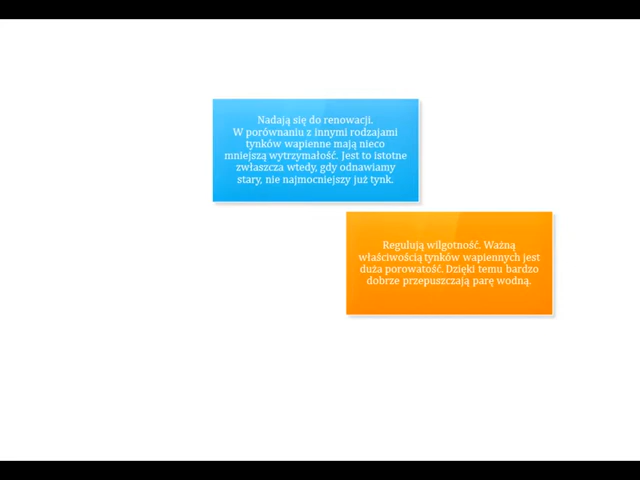 Nadają się do renowacji.
W porównaniu z innymi rodzajami
tynków wapienne mają nieco
mniejszą wytrzymałość. Jest to istotne
zwłaszcza wtedy, gdy odnawiamy
stary, nie najmocniejszy już tynk.
Regulują wilgotność. Ważną
właściwością tynków wapiennych jest
duża porowatość. Dzięki temu bardzo
dobrze przepuszczają parę wodną.